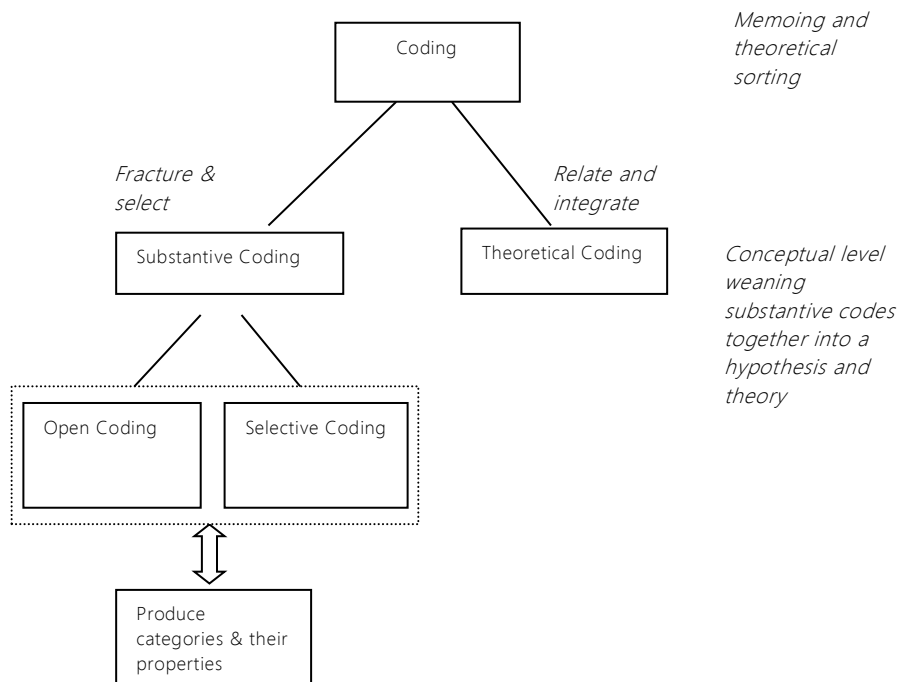 Coding
Memoing and
theoretical
sorting
Fracture &
select
Relate and
integrate
Substantive Coding
Theoretical Coding
Conceptual level
weaning
substantive codes
together into a
hypothesis and
theory
Open Coding
Selective Coding
Produce
categories & their
properties